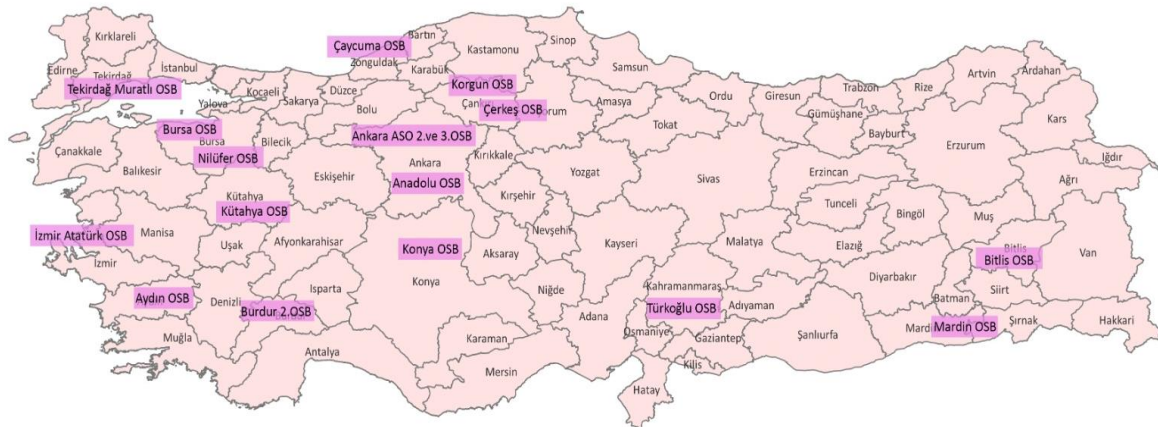 Kırklareli
Edirne
Tekirdağ
İstanbul
Tekirdağ Muratlı OSB
Yalova
Kocaeli
Sakarya
Düzce
Bolu
Çaycuma OSB
Zonguldak
Bartın
Karabük
Kastamonu
Sinop
Samsun
Korgun OSB
Çerkeş OSB
Amasya
Tokat
Ordu
Giresun
Trabzon
Rize
Artvin
Ardahan
Kars
Gümüşhane
Bayburt
Erzurum
Iğdır
Ağrı
Çanakkale
Balıkesir
Bursa OSB
Bursa
Nilüfer OSB
Bilecik
Eskişehir
Ankara ASO 2.ve 3.OSB
Ankara
Anadolu OSB
Kırıkkale
Kırşehir
Yozgat
Sivas
Erzincan
Tunceli
Bingöl
Muş
Kütahya
Kütahya OSB
İzmir Atatürk OSB
Manisa
İzmir
Uşak
Afyonkarahisar
Konya OSB
Konya
Aksaray
Nevşehir
Kayseri
Niğde
Malatya
Elazığ
Diyarbakır
Bitlis
Bitlis OSB
Van
Siirt
Batman
Aydın OSB
Denizli
Burdur 2.OSB
Isparta
Muğla
Antalya
Karaman
Mersin
Adana
Kahramanmaraş
Türkoğlu OSB
Adıyaman
Osmaniye
Gaziantep
Kilis
Hatay
Şanlıurfa
Mardin OSB
Şırnak
Hakkari